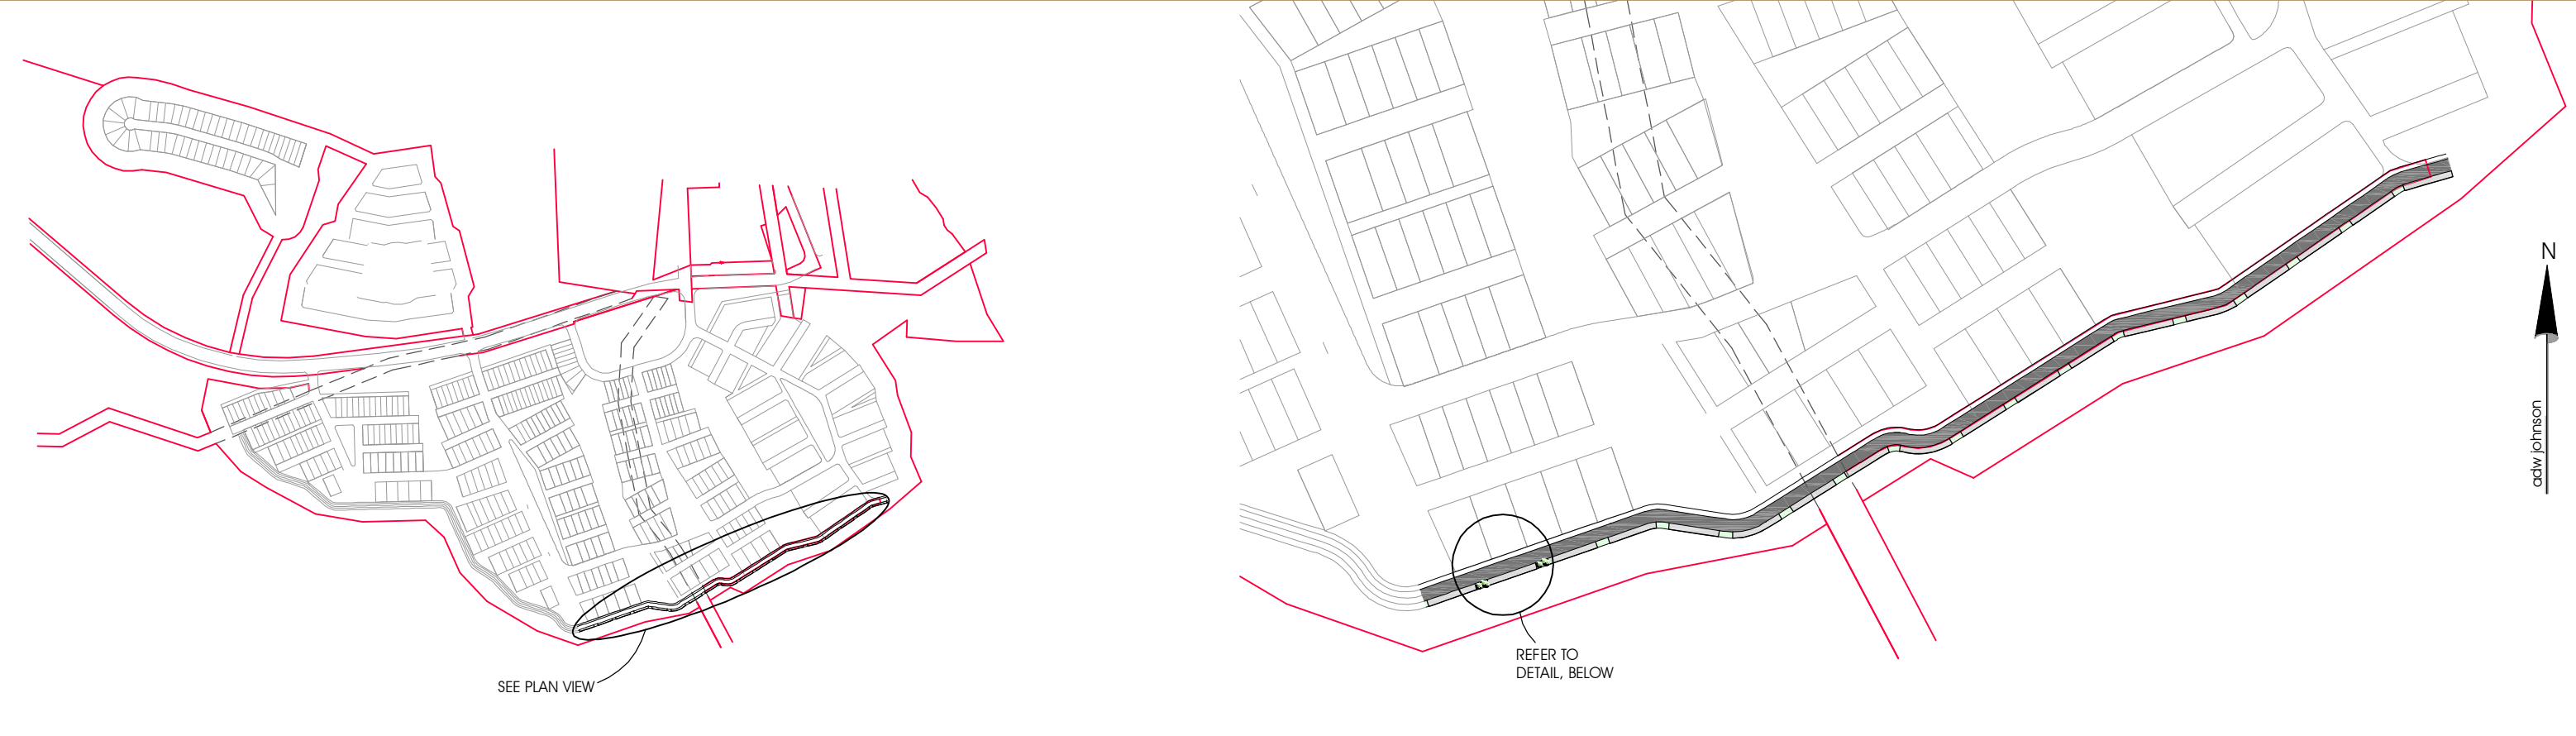 SEE PLAN VIEW
REFER TO
DETAIL, BELOW
N
adw johnson